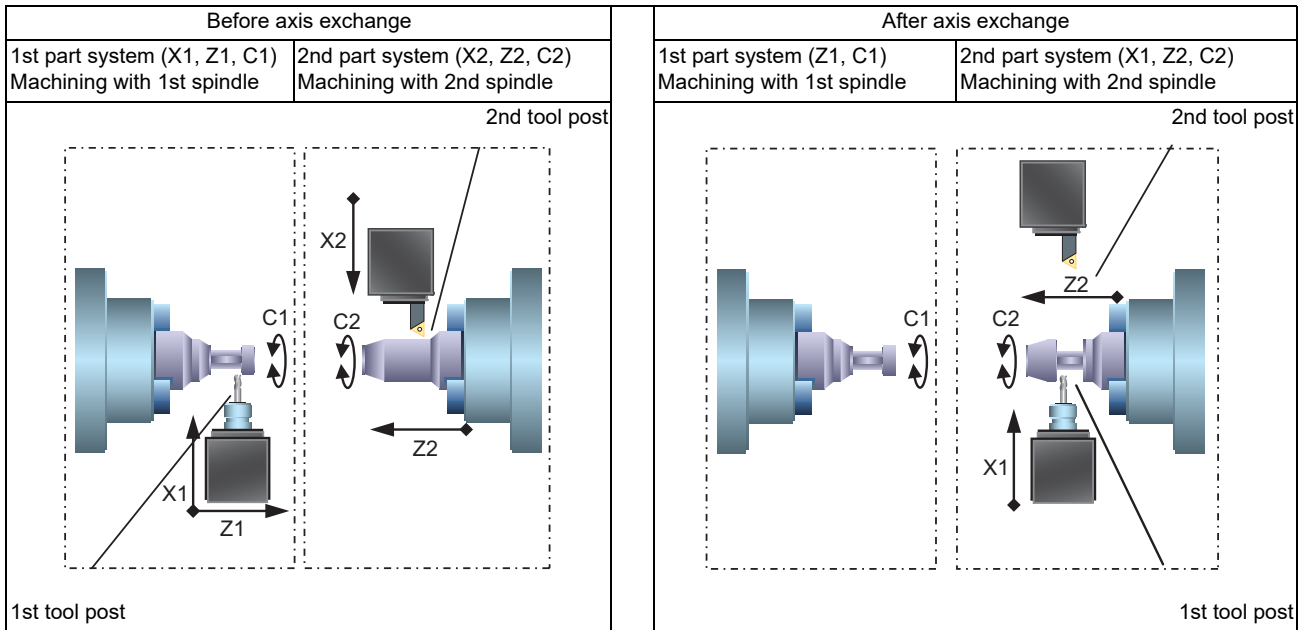 Before axis exchange
1st part system (X1, Z1, C1)
Machining with 1st spindle
2nd part system (X2, Z2, C2)
Machining with 2nd spindle
2nd tool post
X2
C1
C2
Z2
X1
Z1
1st tool post
After axis exchange
1st part system (Z1, C1)
Machining with 1st spindle
2nd part system (X1, Z2, C2)
Machining with 2nd spindle
2nd tool post
Z2
C1
C2
X1
1st tool post